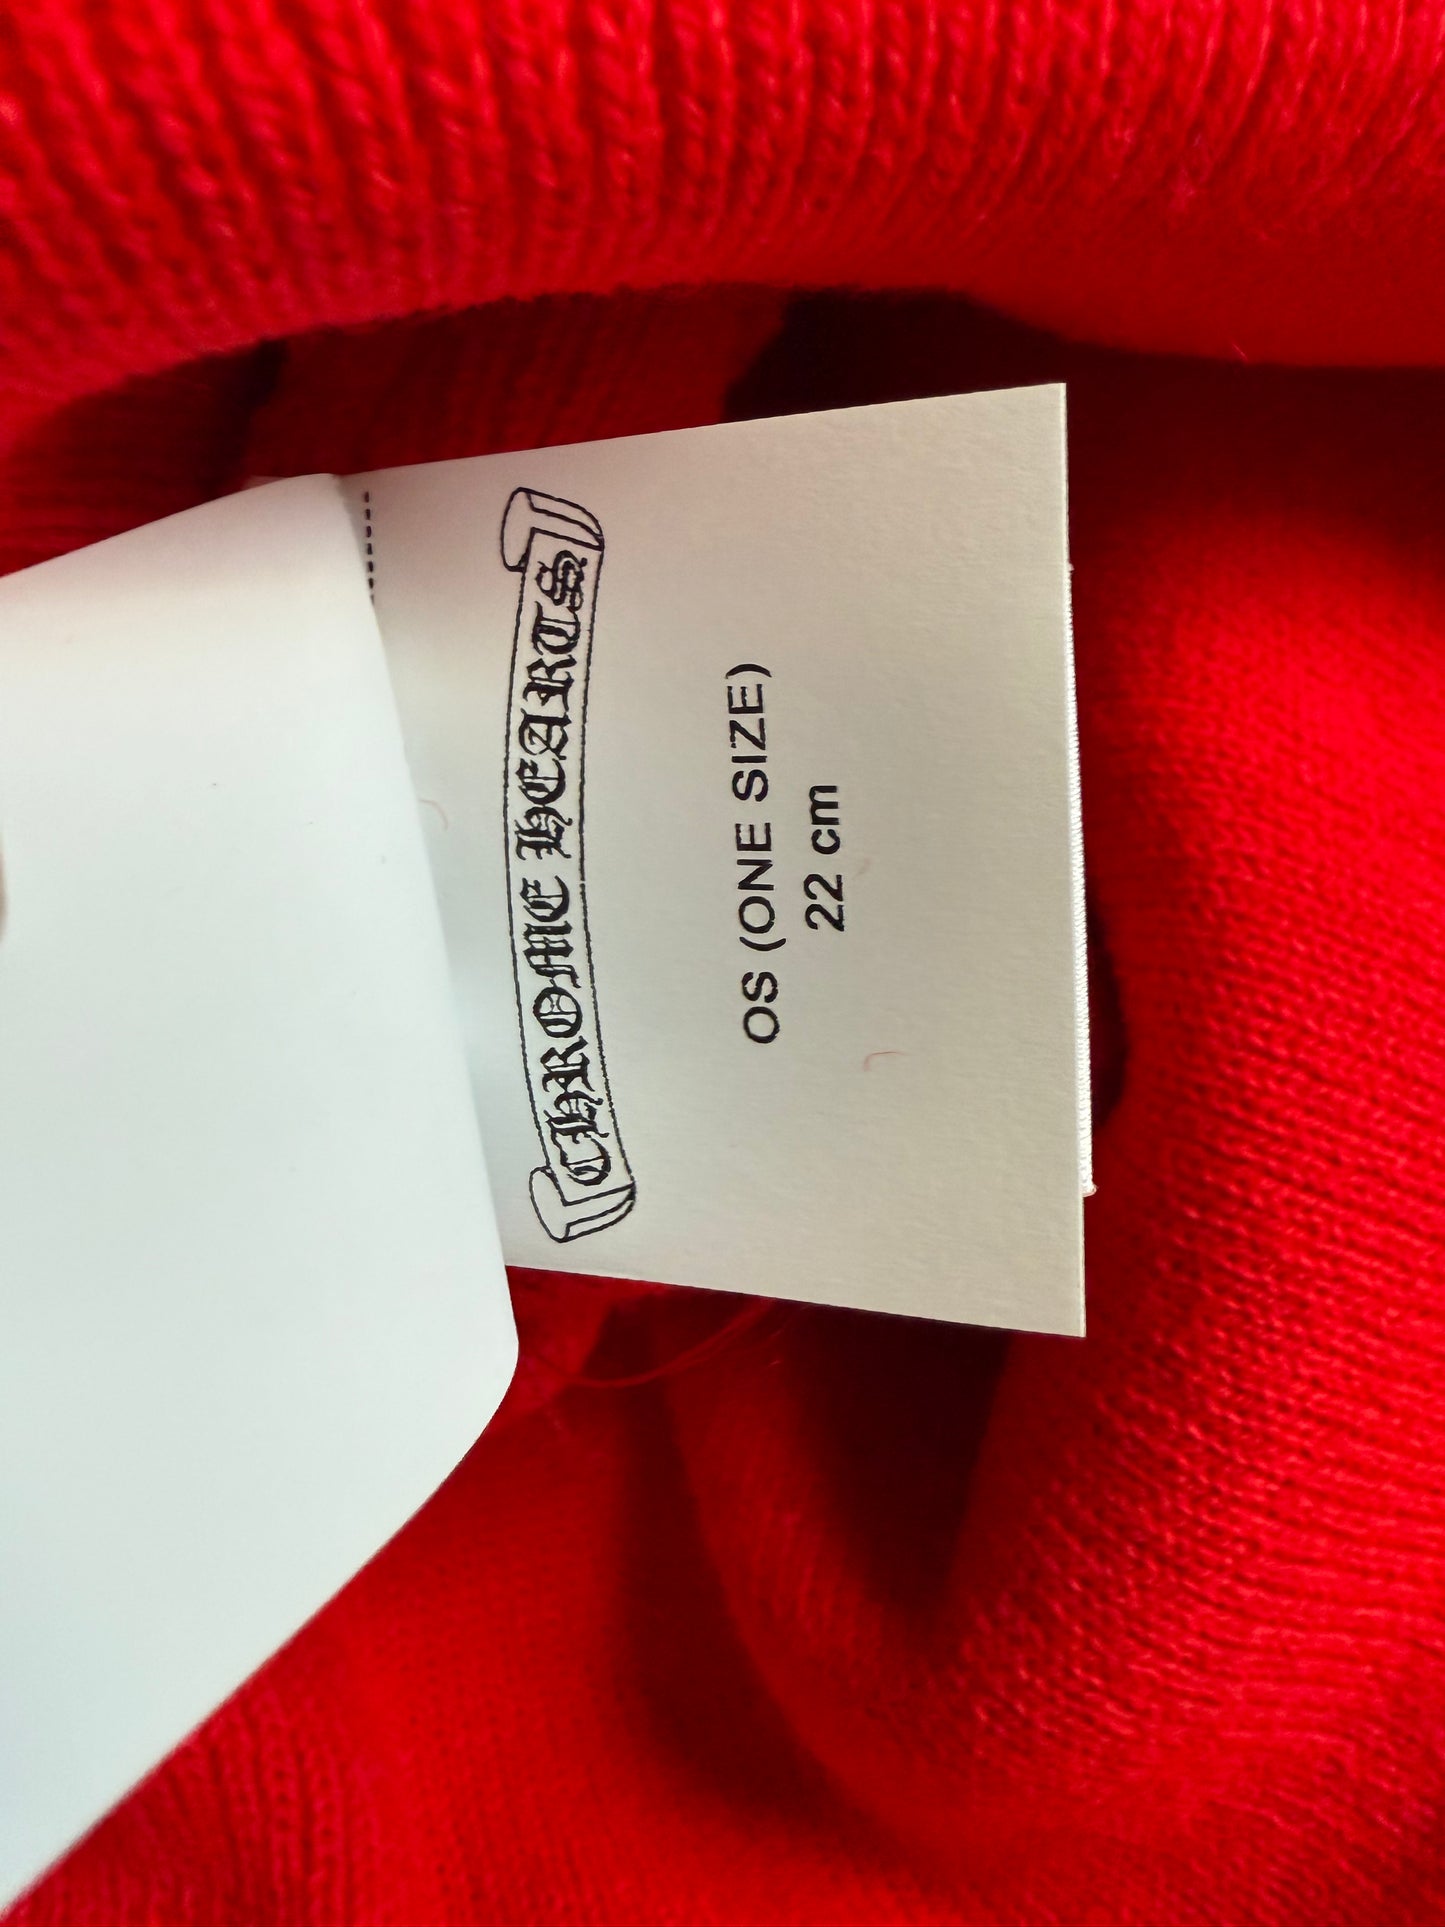 CHROME HEARTS
OS (ONE SIZE)
22 cm